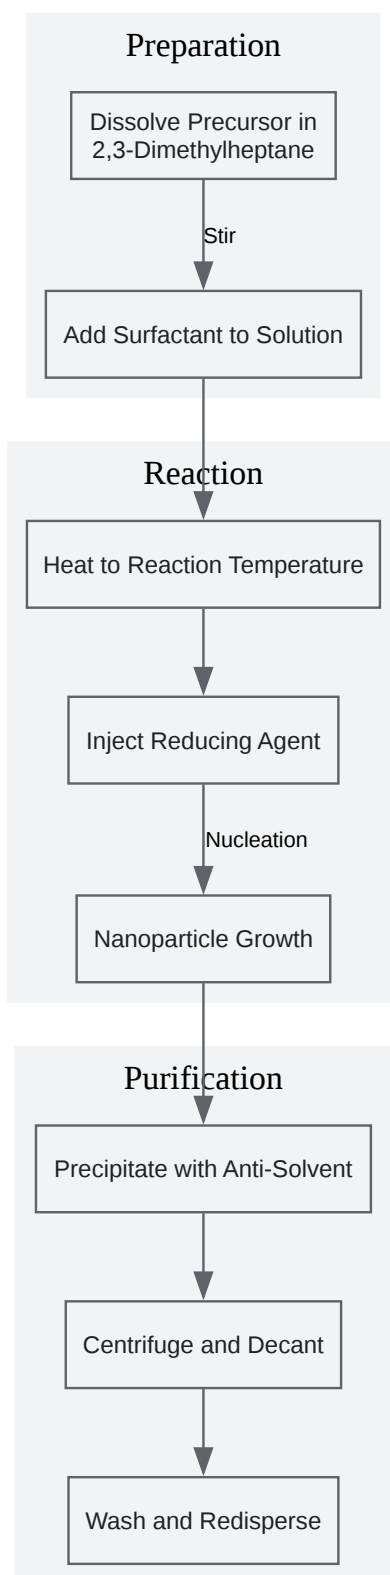 Preparation
Dissolve Precursor in
2,3-Dimethylheptane
Stir
Add Surfactant to Solution
Reaction
Heat to Reaction Temperature
Inject Reducing Agent
Nucleation
Nanoparticle Growth
Purification
Precipitate with Anti-Solvent
Centrifuge and Decant
Wash and Redisperse